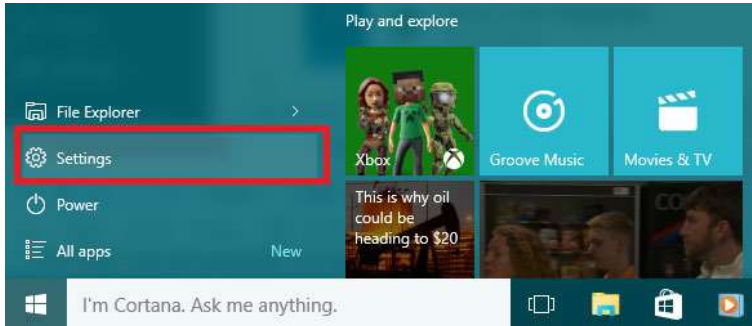 Play and explore
File Explorer
Settings
Power
All apps New
Xbox
Groove Music
Movies & TV
This is why oil
could be
heading to $20
I'm Cortana. Ask me anything.